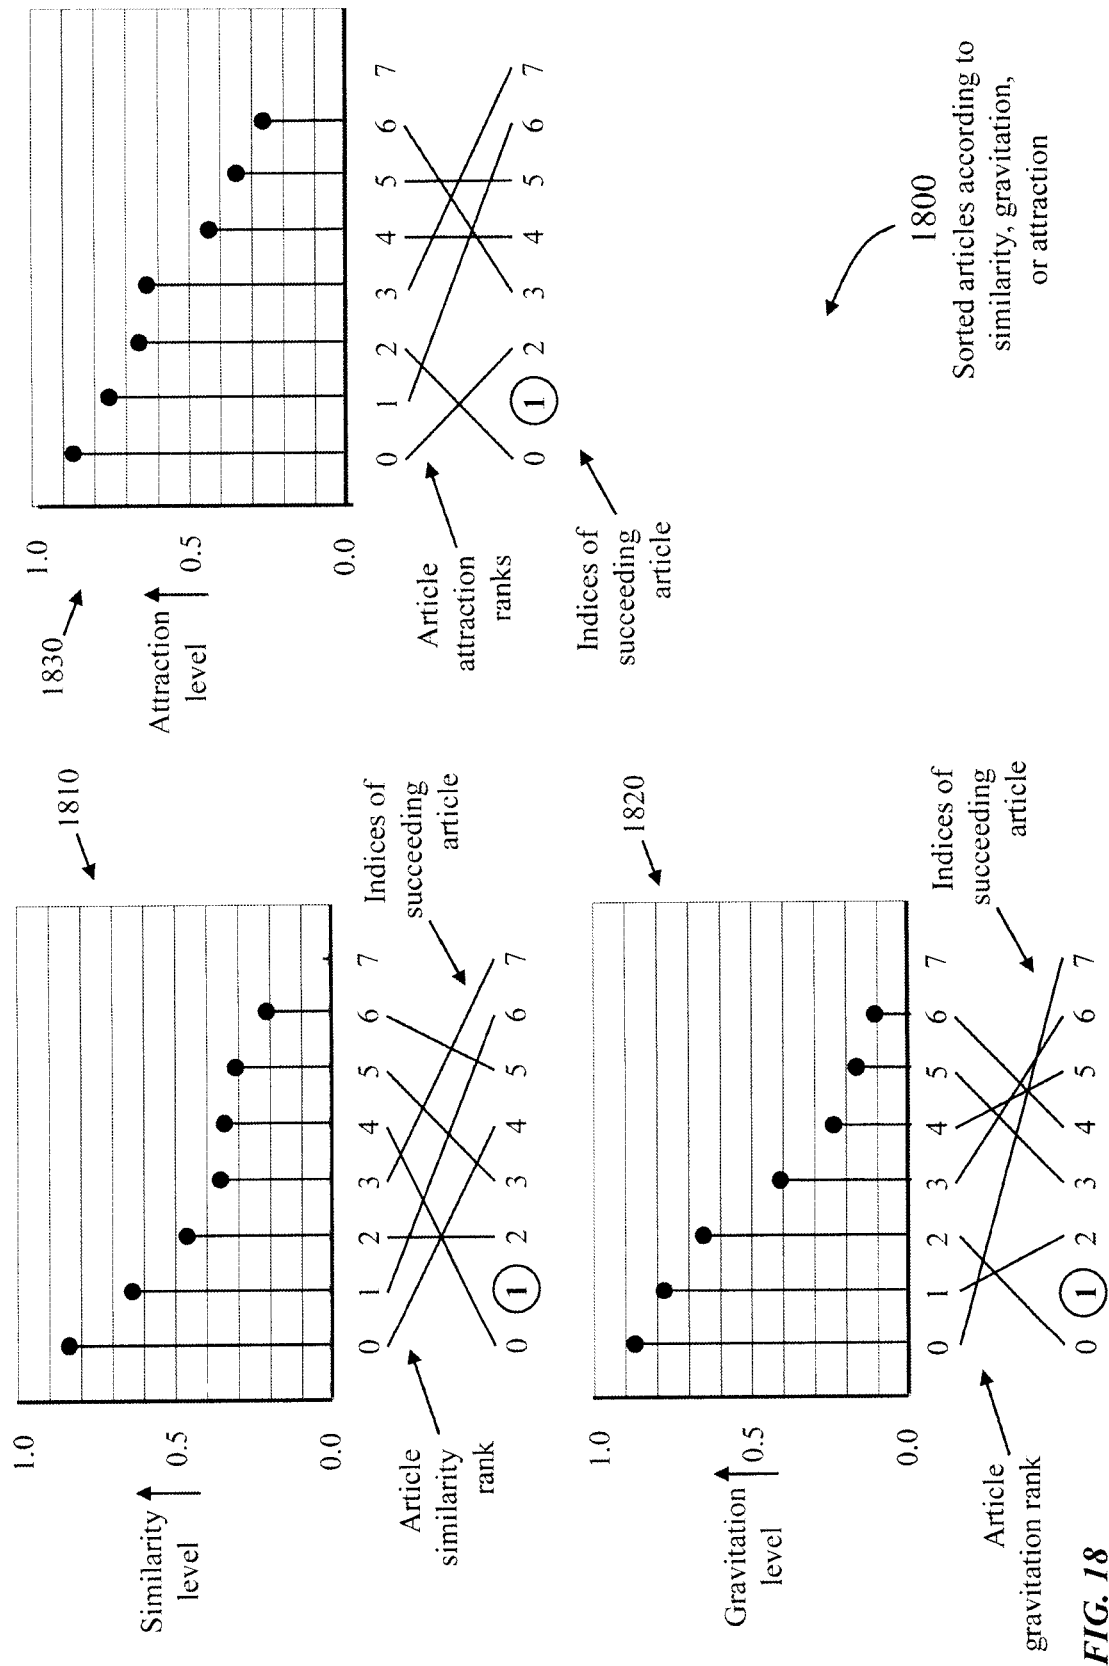 1810
1.0
Similarity
level
0.5
0.0
0 1 2 3 4 5 6 7
Article
similarity
rank
Indices of
succeeding
article
0 1 2 3 4 5 6 7
1830
1.0
Attraction
level
0.5
0.0
0 1 2 3 4 5 6 7
Article
attraction
ranks
0 1 2 3 4 5 6 7
Indices of
succeeding
article
1820
1.0
Gravitation
level
0.5
0.0
0 1 2 3 4 5 6 7
Article
gravitation rank
Indices of
succeeding
article
0 1 2 3 4 5 6 7
1800
Sorted articles according to
similarity, gravitation,
or attraction
FIG. 18